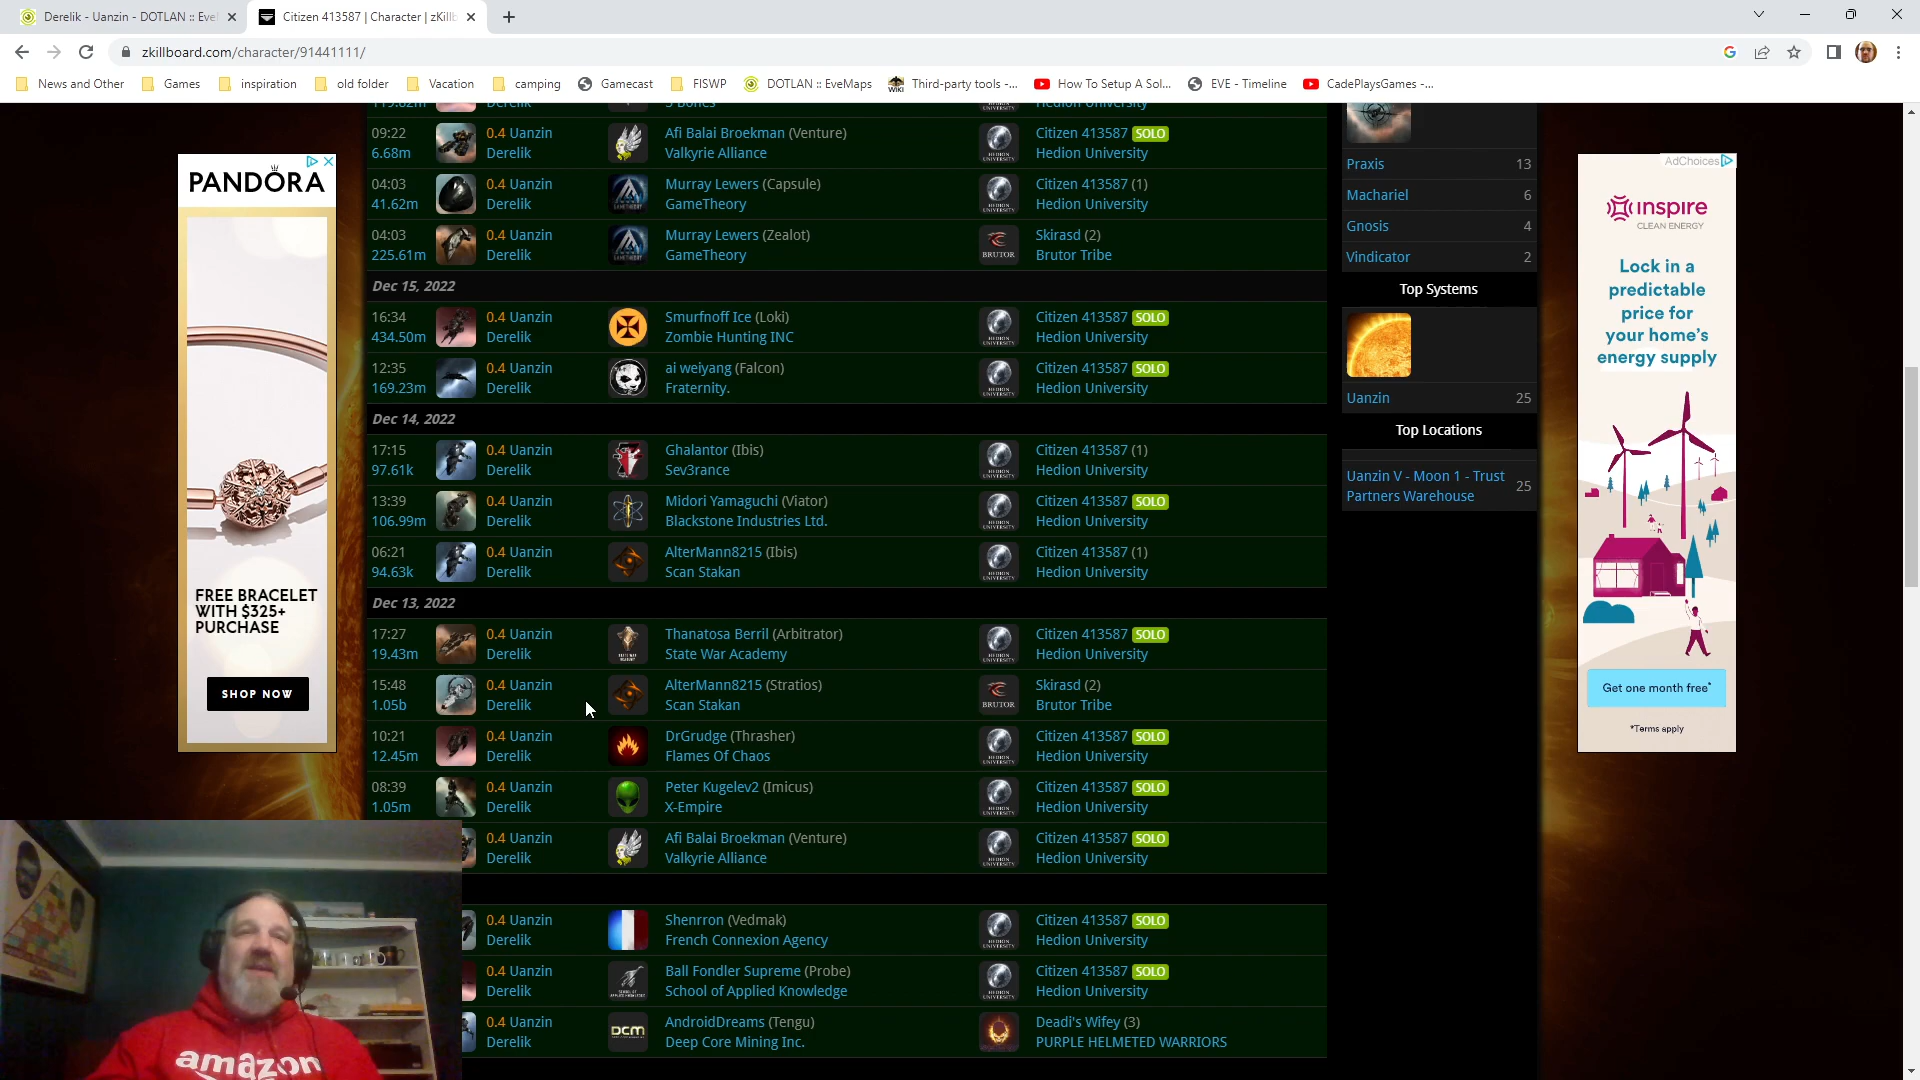 Derelik - Uanzin - DOTLAN :: Eve
Citizen 413587 | Character | zKillb
zkillboard.com/character/91441111/
News and Other
Games
inspiration
old folder
Vacation
camping
Gamecast
FISWP
DOTLAN :: EveMaps
Third-party tools -...
How To Setup A Sol...
EVE - Timeline
CadePlaysGames -...
119.82m Derelik
Hedion University
09:22 0.4 Uanzin Afi Balai Broekman (Venture) Citizen 413587 SOLO
6.68m Derelik Valkyrie Alliance Hedion University
04:03 0.4 Uanzin Murray Lewers (Capsule) Citizen 413587 (1)
41.62m Derelik GameTheory Hedion University
04:03 0.4 Uanzin Murray Lewers (Zealot) Skirasd (2)
225.61m Derelik GameTheory BRUTOR Brutor Tribe
Dec 15, 2022
16:34 0.4 Uanzin Smurfnoff Ice (Loki) Citizen 413587 SOLO
434.50m Derelik Zombie Hunting INC Hedion University
12:35 0.4 Uanzin ai weiyang (Falcon) Citizen 413587 SOLO
169.23m Derelik Fraternity. Hedion University
Dec 14, 2022
17:15 0.4 Uanzin Ghalantor (Ibis) Citizen 413587 (1)
97.61k Derelik Sev3rance Hedion University
13:39 0.4 Uanzin Midori Yamaguchi (Viator) Citizen 413587 SOLO
106.99m Derelik Blackstone Industries Ltd. Hedion University
06:21 0.4 Uanzin AlterMann8215 (Ibis) Citizen 413587 (1)
94.63k Derelik Scan Stakan Hedion University
Dec 13, 2022
17:27 0.4 Uanzin Thanatosa Berril (Arbitrator) Citizen 413587 SOLO
19.43m Derelik State War Academy Hedion University
15:48 0.4 Uanzin AlterMann8215 (Stratios) Skirasd (2)
1.05b Derelik Scan Stakan BRUTOR Brutor Tribe
10:21 0.4 Uanzin DrGrudge (Thrasher) Citizen 413587 SOLO
12.45m Derelik Flames Of Chaos Hedion University
08:39 0.4 Uanzin Peter Kugelev2 (Imicus) Citizen 413587 SOLO
1.05m Derelik X-Empire Hedion University
0.4 Uanzin Afi Balai Broekman (Venture) Citizen 413587 SOLO
Derelik Valkyrie Alliance Hedion University
0.4 Uanzin Shenrron (Vedmak) Citizen 413587 SOLO
Derelik French Connexion Agency Hedion University
0.4 Uanzin Ball Fondler Supreme (Probe) Citizen 413587 SOLO
Derelik School of Applied Knowledge Hedion University
0.4 Uanzin DCM AndroidDreams (Tengu) Deadi's Wifey (3)
Derelik Deep Core Mining Inc. PURPLE HELMETED WARRIORS
Praxis 13
Machariel 6
Gnosis 4
Vindicator 2
Top Systems
Uanzin 25
Top Locations
Uanzin V - Moon 1 - Trust
Partners Warehouse 25
PANDÖRA
FREE BRACELET
WITH $325+
PURCHASE
SHOP NOW
AdChoices
inspire
CLEAN ENERGY
Lock in a
predictable
price for
your home's
energy supply
Get one month free*
*Terms apply
amazon